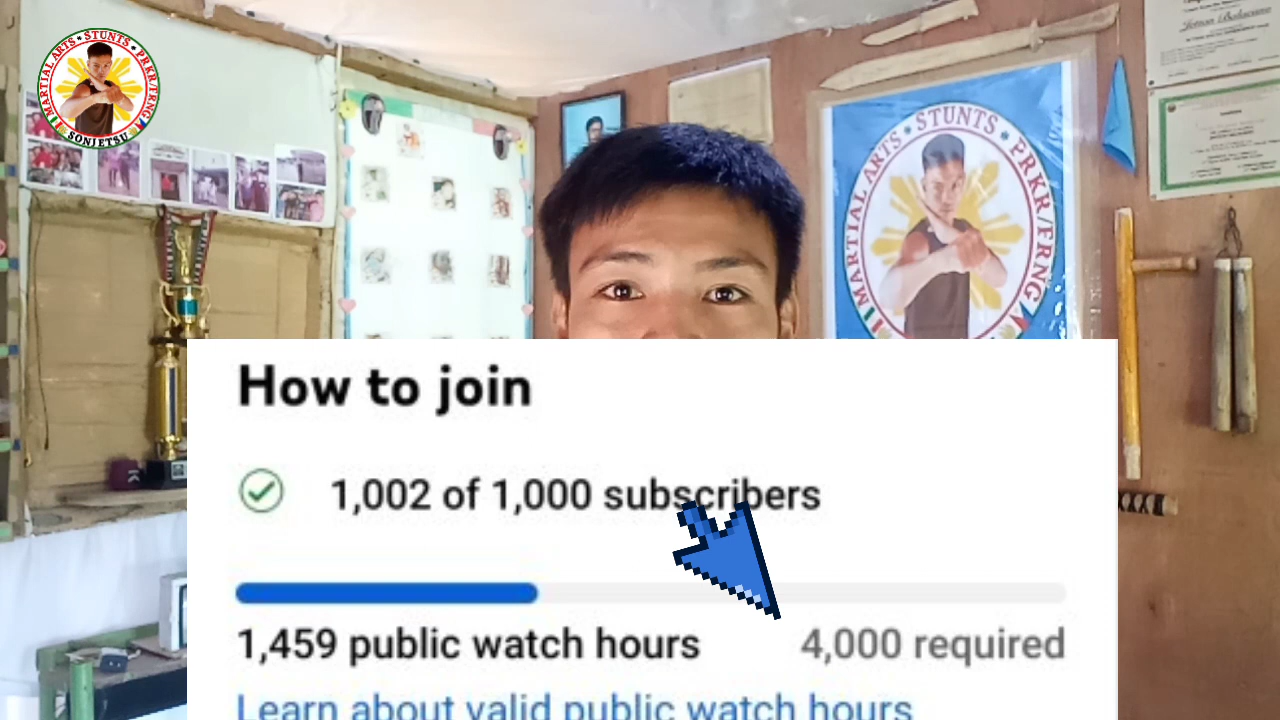 MARTIAL ARTS • STUNTS • PRKR/FRNG
SONJETSU
MARTIAL ARTS • STUNTS • PRKR/FRNG
How to join
1,002 of 1,000 subscribers
1,459 public watch hours
4,000 required
Learn about valid public watch hours